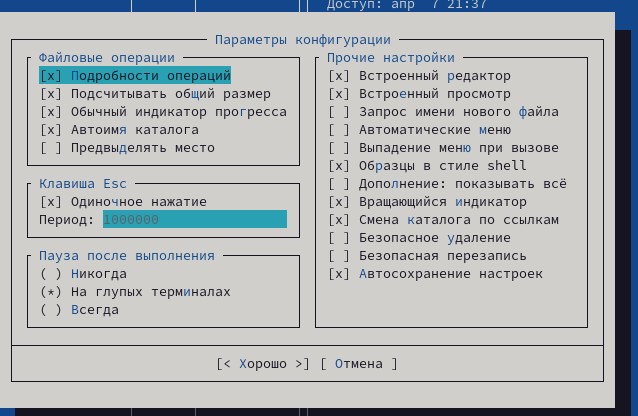 Доступ: апр 7 21:37
Параметры конфигурации
Файловые операции
[x] Подробности операций
[x] Подсчитывать общий размер
[x] Обычный индикатор прогресса
[x] Автоимя каталога
[ ] Предвыделять место
Клавиша Esc
[x] Одиночное нажатие
Период: 1000000
Пауза после выполнения
( ) Никогда
(*) На глупых терминалах
( ) Всегда
Прочие настройки
[x] Встроенный редактор
[x] Встроенный просмотр
[ ] Запрос имени нового файла
[ ] Автоматические меню
[ ] Выпадение меню при вызове
[x] Образцы в стиле shell
[ ] Дополнение: показывать всё
[x] Вращающийся индикатор
[x] Смена каталога по ссылкам
[ ] Безопасное удаление
[ ] Безопасная перезапись
[x] Автосохранение настроек
[< Хорошо >] [ Отмена ]